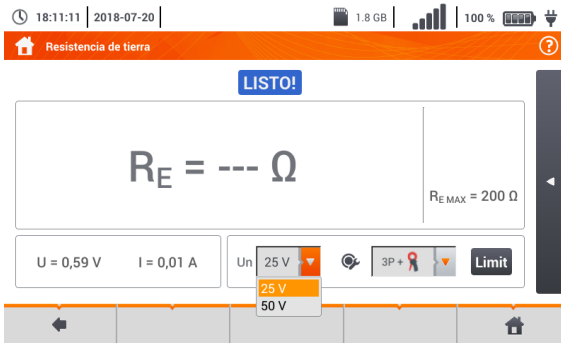 18:11:11 2018-07-20 1.8 GB 100 %
Resistencia de tierra ?
LISTO!
RE = --- Ω
RE MAX = 200 Ω
U = 0,59 V I = 0,01 A Un 25 V 3P + Limit
25 V
50 V